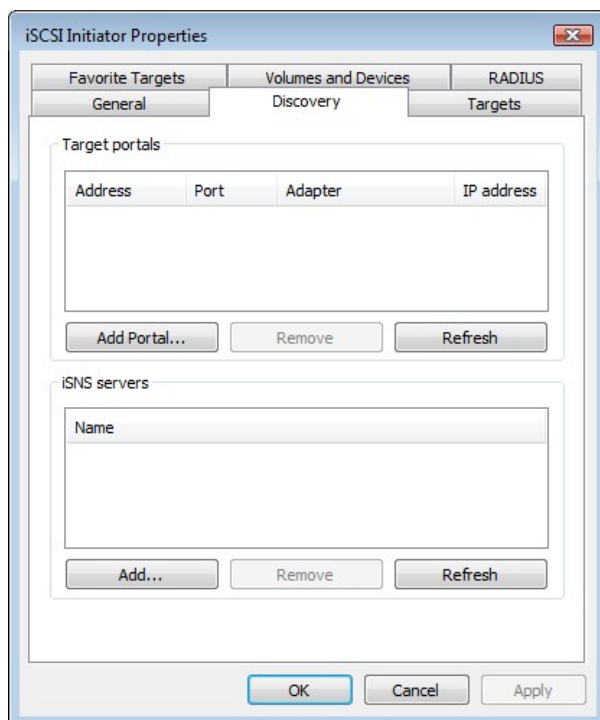 iSCSI Initiator Properties
Favorite Targets Volumes and Devices RADIUS
General Discovery Targets
Target portals
Address Port Adapter IP address
Add Portal... Remove Refresh
iSNS servers
Name
Add... Remove Refresh
OK Cancel Apply